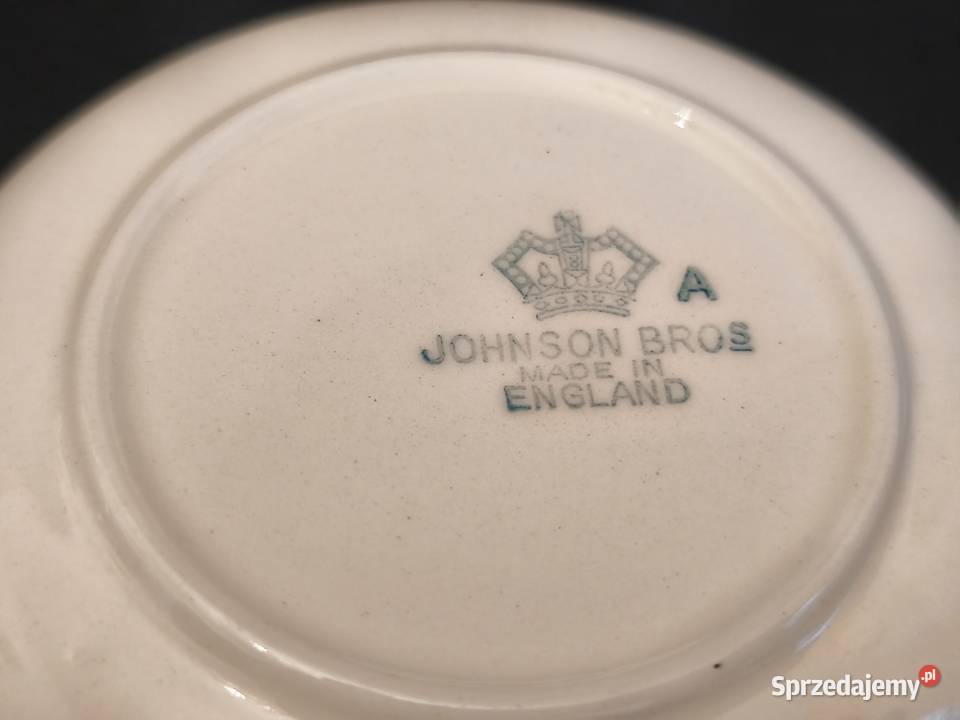 A
JOHNSON BROS
MADE IN
ENGLAND
Sprzedajemy.pl